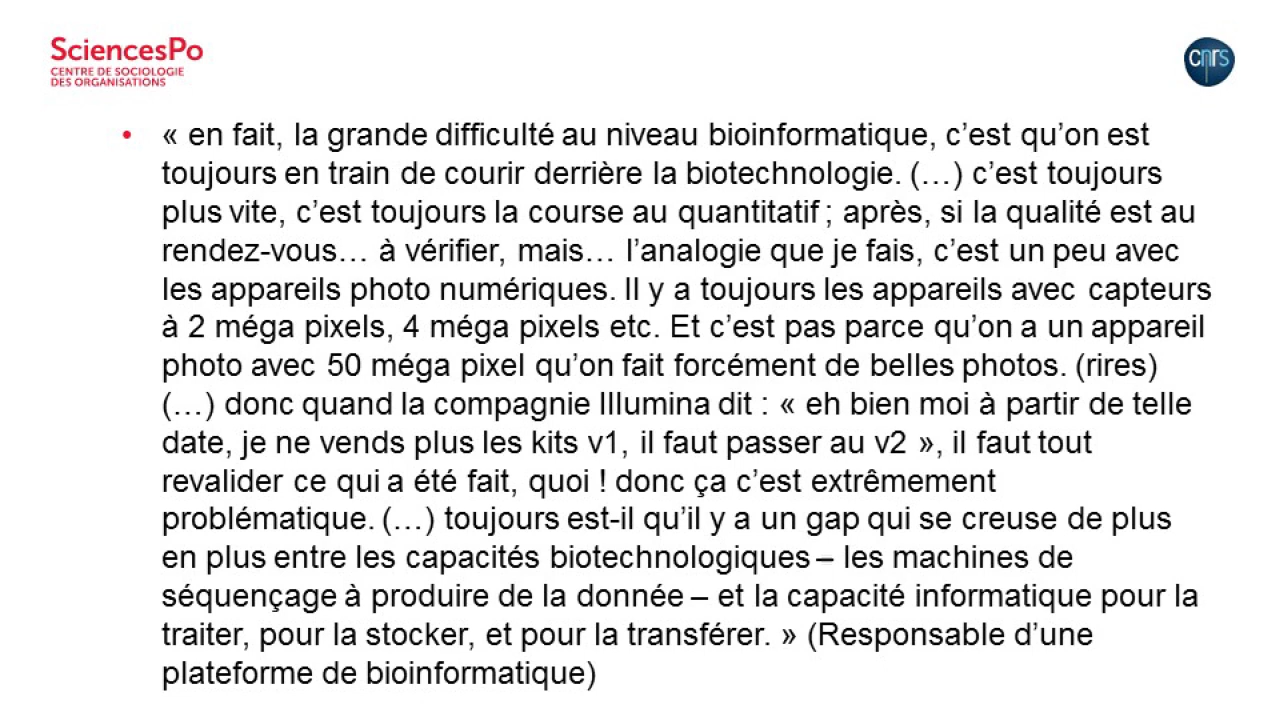 SciencesPo
CENTRE DE SOCIOLOGIE
DES ORGANISATIONS
cnrs
• « en fait, la grande difficulté au niveau bioinformatique, c’est qu’on est
toujours en train de courir derrière la biotechnologie. (…) c’est toujours
plus vite, c’est toujours la course au quantitatif ; après, si la qualité est au
rendez-vous… à vérifier, mais… l’analogie que je fais, c’est un peu avec
les appareils photo numériques. Il y a toujours les appareils avec capteurs
à 2 méga pixels, 4 méga pixels etc. Et c’est pas parce qu’on a un appareil
photo avec 50 méga pixel qu’on fait forcément de belles photos. (rires)
(…) donc quand la compagnie Illumina dit : « eh bien moi à partir de telle
date, je ne vends plus les kits v1, il faut passer au v2 », il faut tout
revalider ce qui a été fait, quoi ! donc ça c’est extrêmement
problématique. (…) toujours est-il qu’il y a un gap qui se creuse de plus
en plus entre les capacités biotechnologiques – les machines de
séquençage à produire de la donnée – et la capacité informatique pour la
traiter, pour la stocker, et pour la transférer. » (Responsable d’une
plateforme de bioinformatique)